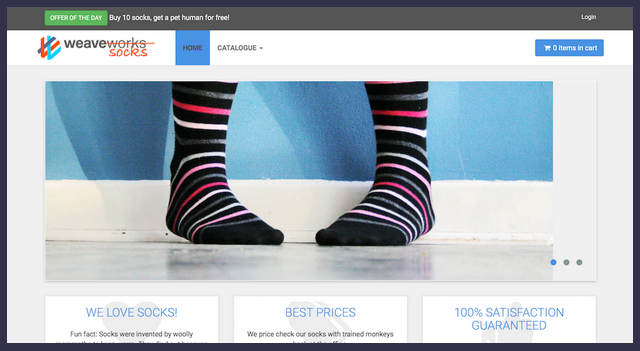 OFFER OF THE DAY Buy 10 socks, get a pet human for free! Login
weaveworks socks HOME CATALOGUE 0 items in cart
WE LOVE SOCKS! BEST PRICES 100% SATISFACTION
GUARANTEED
Fun fact: Socks were invented by woolly We price check our socks with trained monkeys